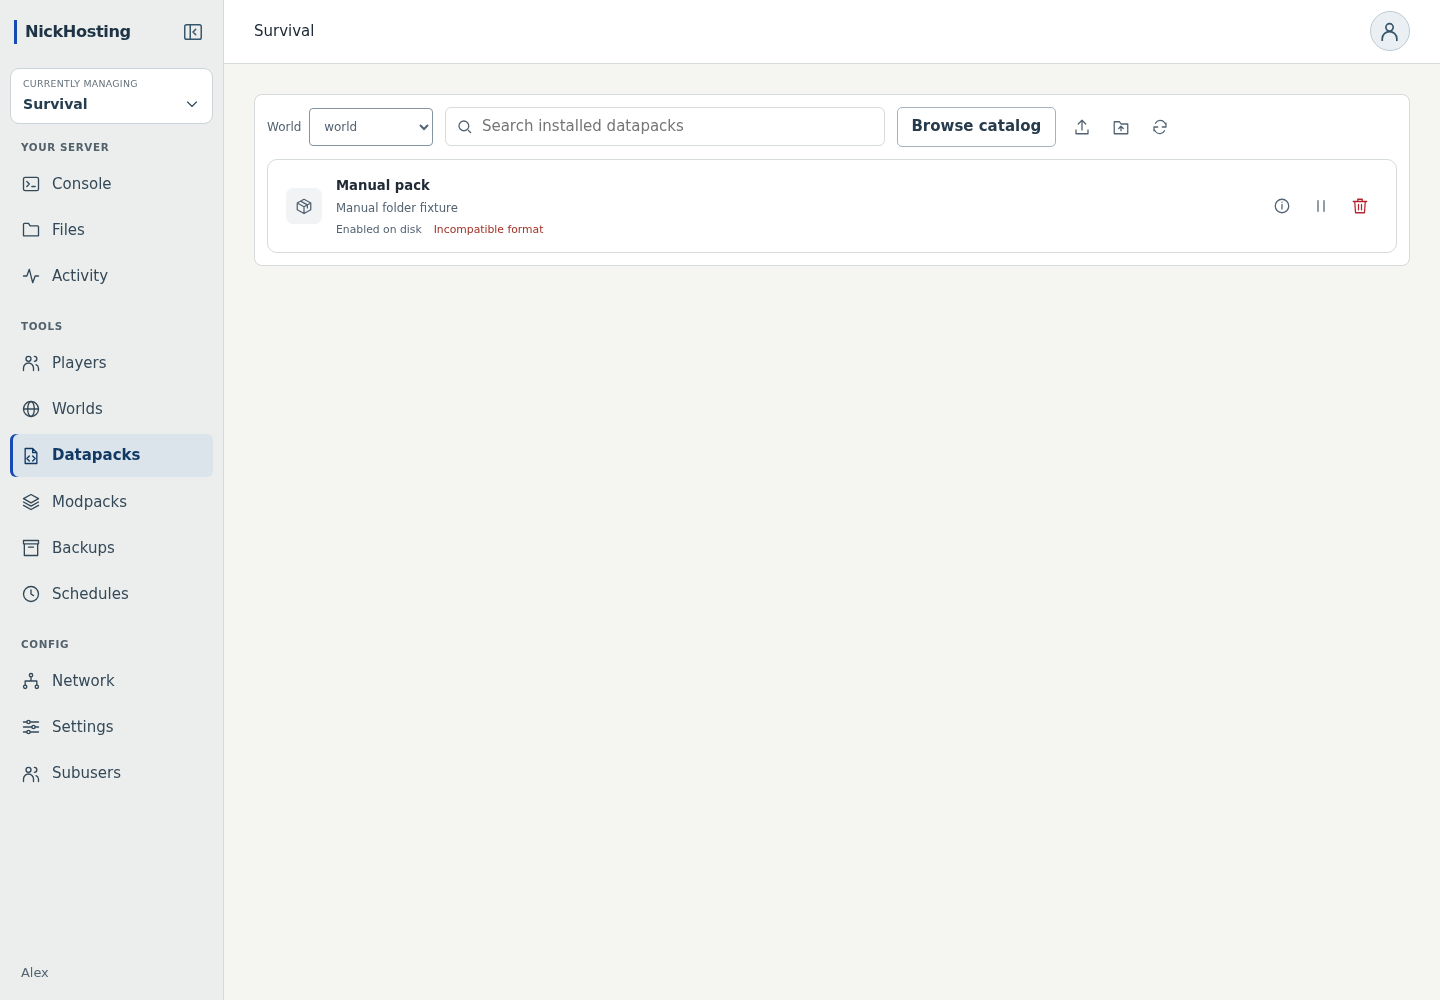 NickHosting
CURRENTLY MANAGING
Survival
YOUR SERVER
Console
Files
Activity
TOOLS
Players
Worlds
Datapacks
Modpacks
Backups
Schedules
CONFIG
Network
Settings
Subusers
Alex
Survival
World world Search installed datapacks Browse catalog
Manual pack
Manual folder fixture
Enabled on disk Incompatible format